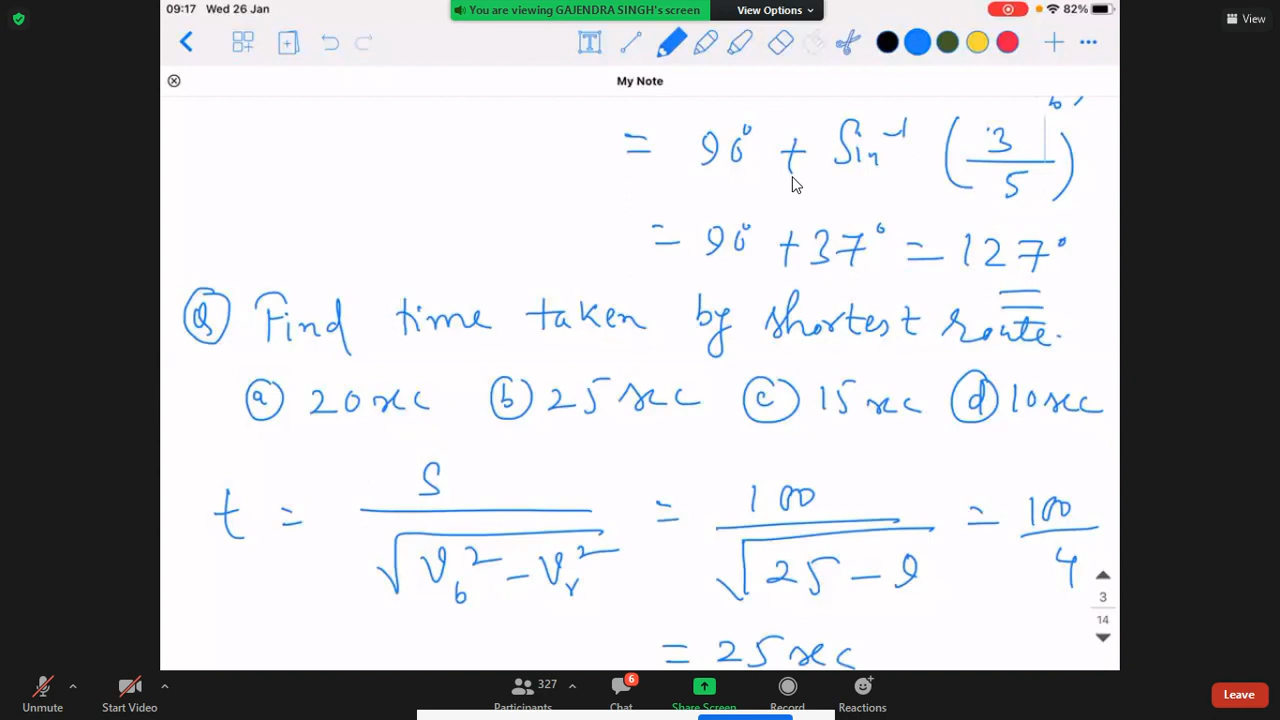 09:17 Wed 26 Jan
You are viewing GAJENDRA SINGH's screen
View Options
82%
View
My Note
= 90° + Sin⁻¹ (3/5)
= 90° + 37° = 127°
Q Find time taken by shortest route.
a 20 sec b 25 sec c 15 sec d 10 sec
t = S/√(v_b² - v_r²) = 100/√(25 - 9) = 100/4
3
14
= 25 sec
327
6
Unmute
Start Video
Participants
Chat
Share Screen
Record
Reactions
Leave